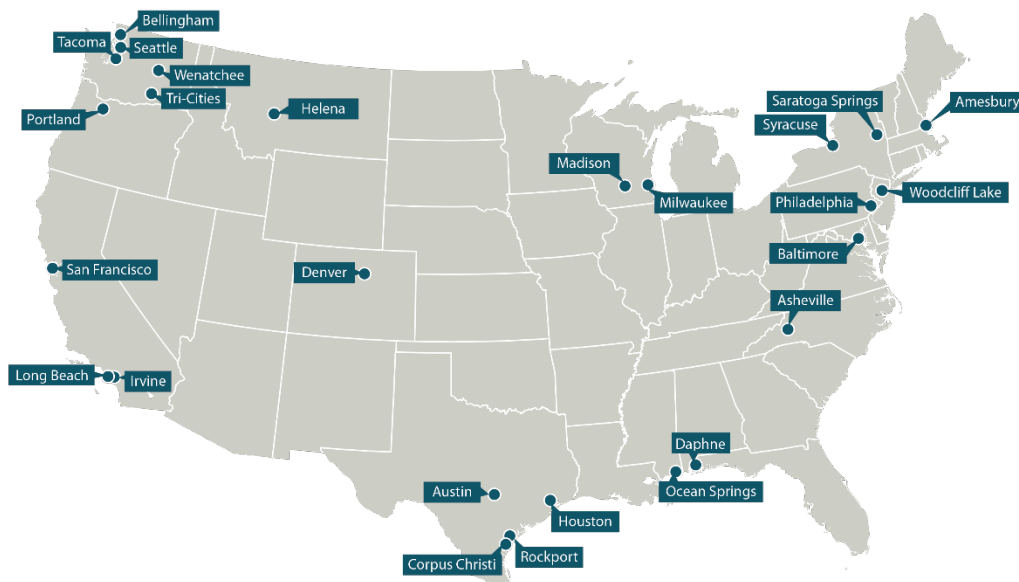 Bellingham
Tacoma
Seattle
Wenatchee
Tri-Cities
Portland
Helena
Saratoga Springs
Amesbury
Syracuse
Madison
Milwaukee
Woodcliff Lake
Philadelphia
Baltimore
San Francisco
Denver
Asheville
Long Beach
Irvine
Daphne
Ocean Springs
Austin
Houston
Rockport
Corpus Christi